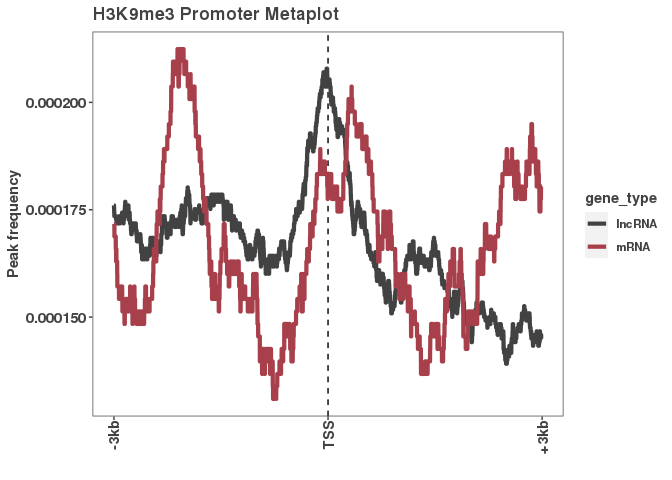 H3K9me3 Promoter Metaplot
Peak frequency
0.000200
0.000175
0.000150
-3kb
TSS
+3kb
gene_type
lncRNA
mRNA